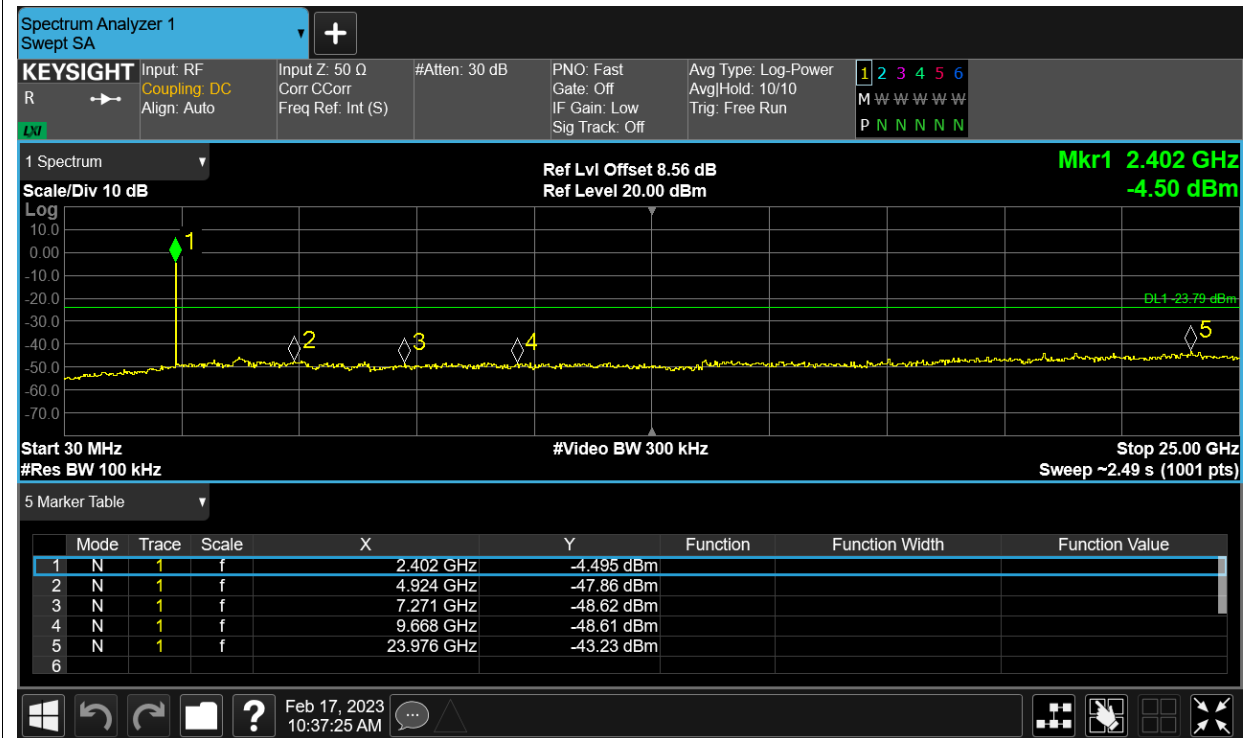 Spectrum Analyzer 1
Swept SA
+
KEYSIGHT Input: RF Input Z: 50 Ω #Atten: 30 dB PNO: Fast Avg Type: Log-Power 1 2 3 4 5 6
R Coupling: DC Corr CCorr Gate: Off Avg|Hold: 10/10 M W W W W W
Align: Auto Freq Ref: Int (S) IF Gain: Low Trig: Free Run
LXI Sig Track: Off P N N N N N
1 Spectrum Ref Lvl Offset 8.56 dB Mkr1 2.402 GHz
Scale/Div 10 dB Ref Level 20.00 dBm -4.50 dBm
Log
10.0
1
0.00
-10.0
-20.0 DL1 -23.79 dBm
-30.0
2 3 4 5
-40.0
-50.0
-60.0
-70.0
Start 30 MHz #Video BW 300 kHz Stop 25.00 GHz
#Res BW 100 kHz Sweep ~2.49 s (1001 pts)
5 Marker Table
Mode Trace Scale X Y Function Function Width Function Value
1 N 1 f 2.402 GHz -4.495 dBm
2 N 1 f 4.924 GHz -47.86 dBm
3 N 1 f 7.271 GHz -48.62 dBm
4 N 1 f 9.668 GHz -48.61 dBm
5 N 1 f 23.976 GHz -43.23 dBm
6
? Feb 17, 2023
10:37:25 AM